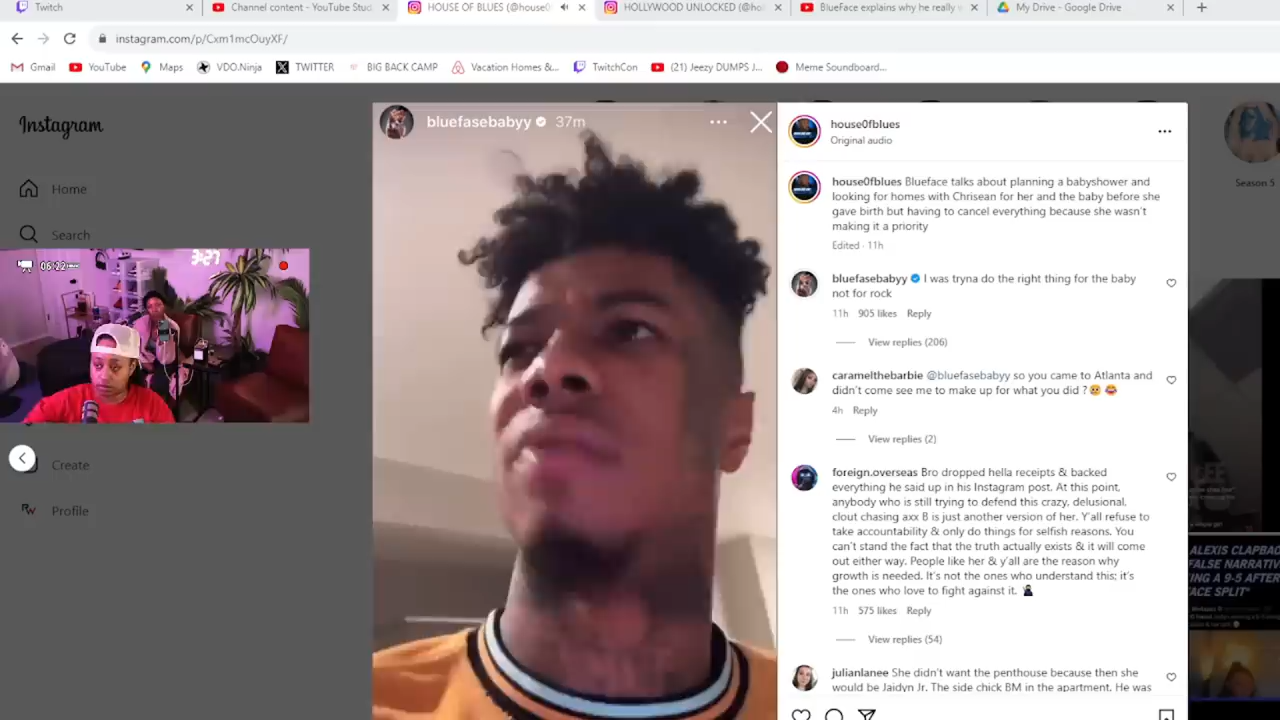 Twitch
Channel content - YouTube Stud
HOUSE OF BLUES (@house0
HOLLYWOOD UNLOCKED (@hol
BlueFace explains why he really
My Drive - Google Drive
instagram.com/p/Cxm1mcOuyXF/
Gmail
YouTube
Maps
VDO.Ninja
TWITTER
BIG BACK CAMP
Vacation Homes &...
TwitchCon
(21) Jeezy DUMPS J...
Meme Soundboard...
Instagram
Home
Search
Create
Profile
3:27
bluefasebabyy 37m
house0fblues
Original audio
house0fblues Blueface talks about planning a babyshower and
looking for homes with Chrisean for her and the baby before she
gave birth but having to cancel everything because she wasn't
making it a priority
Edited · 11h
bluefasebabyy I was tryna do the right thing for the baby
not for rock
11h 905 likes Reply
View replies (206)
caramelthebarbie @bluefasebabyy so you came to Atlanta and
didn't come see me to make up for what you did ?
4h Reply
View replies (2)
foreign.overseas Bro dropped hella receipts & backed
everything he said up in his Instagram post. At this point,
anybody who is still trying to defend this crazy, delusional,
clout chasing axx B is just another version of her. Y'all refuse to
take accountability & only do things for selfish reasons. You
can't stand the fact that the truth actually exists & it will come
out either way. People like her & y'all are the reason why
growth is needed. It's not the ones who understand this; it's
the ones who love to fight against it.
11h 575 likes Reply
View replies (54)
julianlanee She didn't want the penthouse because then she
would be Jaidyn Jr. The side chick BM in the apartment. He was
Season 5
ALEXIS CLAPBAC
FALSE NARRATIV
ING A 9-5 AFTER
ACE SPLIT"